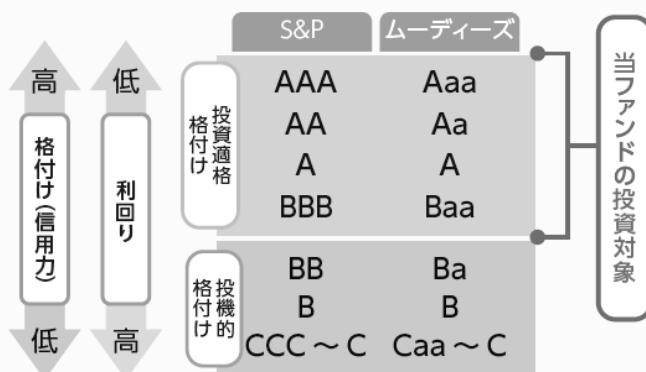 S&P ムーディーズ
高 低
格付け(信用力)
利回り
低 高
投資適格
格付け
AAA Aaa
AA Aa
A A
BBB Baa
投機的
格付け
BB Ba
B B
CCC ～ C Caa ～ C
当ファンドの投資対象